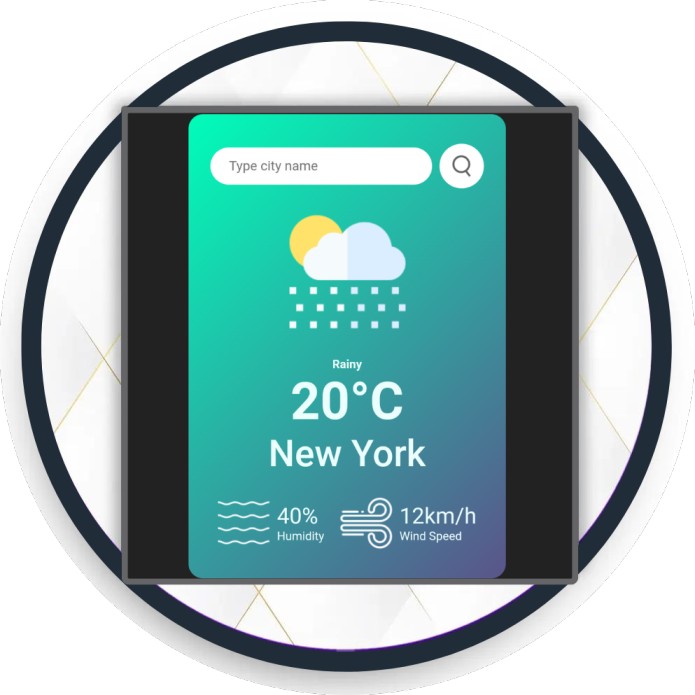 Type city name
Rainy
20°C
New York
40%
Humidity
12km/h
Wind Speed